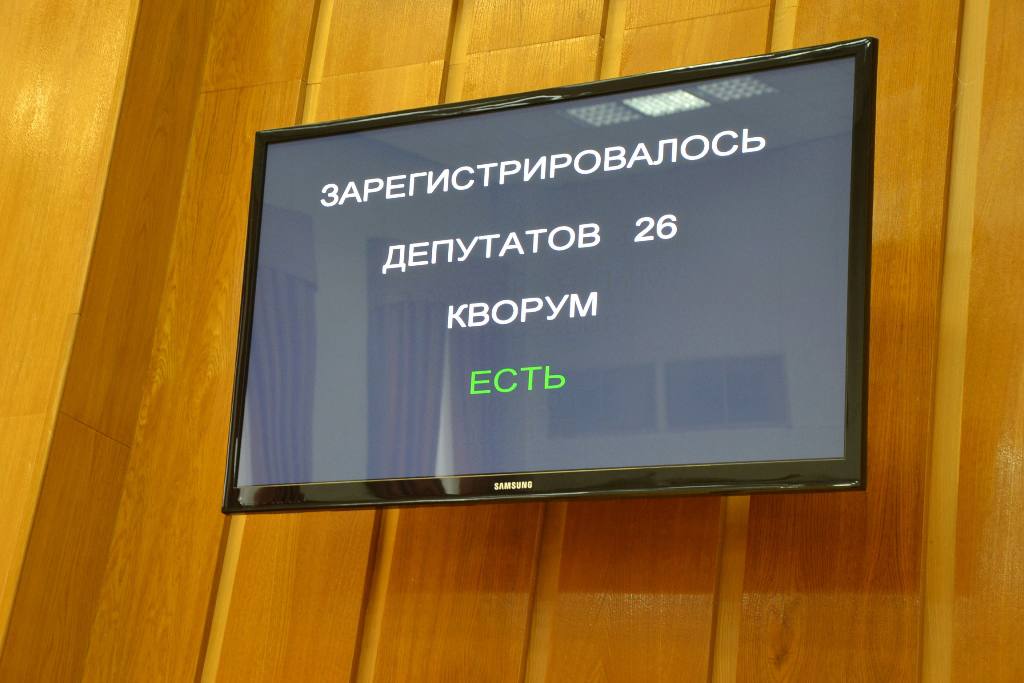 ЗАРЕГИСТРИРОВАЛОСЬ
ДЕПУТАТОВ 26
КВОРУМ
ЕСТЬ
SAMSUNG